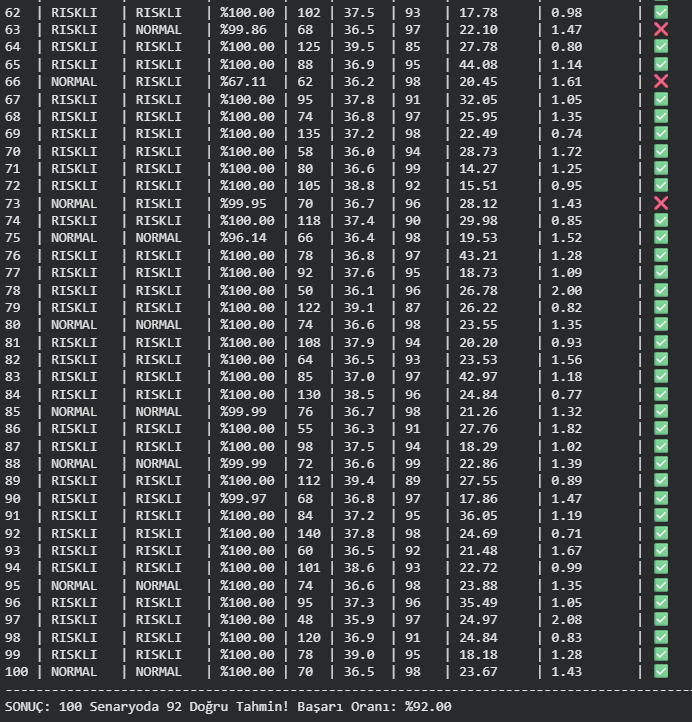 62 | RISKLI | RISKLI | %100.00 | 102 | 37.5 | 93 | 17.78 | 0.98 | ✅
63 | RISKLI | NORMAL | %99.86 | 68 | 36.5 | 97 | 22.10 | 1.47 | ❌
64 | RISKLI | RISKLI | %100.00 | 125 | 39.5 | 85 | 27.78 | 0.80 | ✅
65 | RISKLI | RISKLI | %100.00 | 88 | 36.9 | 95 | 44.08 | 1.14 | ✅
66 | NORMAL | RISKLI | %67.11 | 62 | 36.2 | 98 | 20.45 | 1.61 | ❌
67 | RISKLI | RISKLI | %100.00 | 95 | 37.8 | 91 | 32.05 | 1.05 | ✅
68 | RISKLI | RISKLI | %100.00 | 74 | 36.8 | 97 | 25.95 | 1.35 | ✅
69 | RISKLI | RISKLI | %100.00 | 135 | 37.2 | 98 | 22.49 | 0.74 | ✅
70 | RISKLI | RISKLI | %100.00 | 58 | 36.0 | 94 | 28.73 | 1.72 | ✅
71 | RISKLI | RISKLI | %100.00 | 80 | 36.6 | 99 | 14.27 | 1.25 | ✅
72 | RISKLI | RISKLI | %100.00 | 105 | 38.8 | 92 | 15.51 | 0.95 | ✅
73 | NORMAL | RISKLI | %99.95 | 70 | 36.7 | 96 | 28.12 | 1.43 | ❌
74 | RISKLI | RISKLI | %100.00 | 118 | 37.4 | 90 | 29.98 | 0.85 | ✅
75 | NORMAL | NORMAL | %96.14 | 66 | 36.4 | 98 | 19.53 | 1.52 | ✅
76 | RISKLI | RISKLI | %100.00 | 78 | 36.8 | 97 | 43.21 | 1.28 | ✅
77 | RISKLI | RISKLI | %100.00 | 92 | 37.6 | 95 | 18.73 | 1.09 | ✅
78 | RISKLI | RISKLI | %100.00 | 50 | 36.1 | 96 | 26.78 | 2.00 | ✅
79 | RISKLI | RISKLI | %100.00 | 122 | 39.1 | 87 | 26.22 | 0.82 | ✅
80 | NORMAL | NORMAL | %100.00 | 74 | 36.6 | 98 | 23.55 | 1.35 | ✅
81 | RISKLI | RISKLI | %100.00 | 108 | 37.9 | 94 | 20.20 | 0.93 | ✅
82 | RISKLI | RISKLI | %100.00 | 64 | 36.5 | 93 | 23.53 | 1.56 | ✅
83 | RISKLI | RISKLI | %100.00 | 85 | 37.0 | 97 | 42.97 | 1.18 | ✅
84 | RISKLI | RISKLI | %100.00 | 130 | 38.5 | 96 | 24.84 | 0.77 | ✅
85 | NORMAL | NORMAL | %99.99 | 76 | 36.7 | 98 | 21.26 | 1.32 | ✅
86 | RISKLI | RISKLI | %100.00 | 55 | 36.3 | 91 | 27.76 | 1.82 | ✅
87 | RISKLI | RISKLI | %100.00 | 98 | 37.5 | 94 | 18.29 | 1.02 | ✅
88 | NORMAL | NORMAL | %99.99 | 72 | 36.6 | 99 | 22.86 | 1.39 | ✅
89 | RISKLI | RISKLI | %100.00 | 112 | 39.4 | 89 | 27.55 | 0.89 | ✅
90 | RISKLI | RISKLI | %99.97 | 68 | 36.8 | 97 | 17.86 | 1.47 | ✅
91 | RISKLI | RISKLI | %100.00 | 84 | 37.2 | 95 | 36.05 | 1.19 | ✅
92 | RISKLI | RISKLI | %100.00 | 140 | 37.8 | 98 | 24.69 | 0.71 | ✅
93 | RISKLI | RISKLI | %100.00 | 60 | 36.5 | 92 | 21.48 | 1.67 | ✅
94 | RISKLI | RISKLI | %100.00 | 101 | 38.6 | 93 | 22.72 | 0.99 | ✅
95 | NORMAL | NORMAL | %100.00 | 74 | 36.6 | 98 | 23.88 | 1.35 | ✅
96 | RISKLI | RISKLI | %100.00 | 95 | 37.3 | 96 | 35.49 | 1.05 | ✅
97 | RISKLI | RISKLI | %100.00 | 48 | 35.9 | 97 | 24.97 | 2.08 | ✅
98 | RISKLI | RISKLI | %100.00 | 120 | 36.9 | 91 | 24.84 | 0.83 | ✅
99 | RISKLI | RISKLI | %100.00 | 78 | 39.0 | 95 | 18.18 | 1.28 | ✅
100 | NORMAL | NORMAL | %100.00 | 70 | 36.5 | 98 | 23.67 | 1.43 | ✅
--------------------------------------------------------------------------------------
SONUÇ: 100 Senaryoda 92 Doğru Tahmin! Başarı Oranı: %92.00